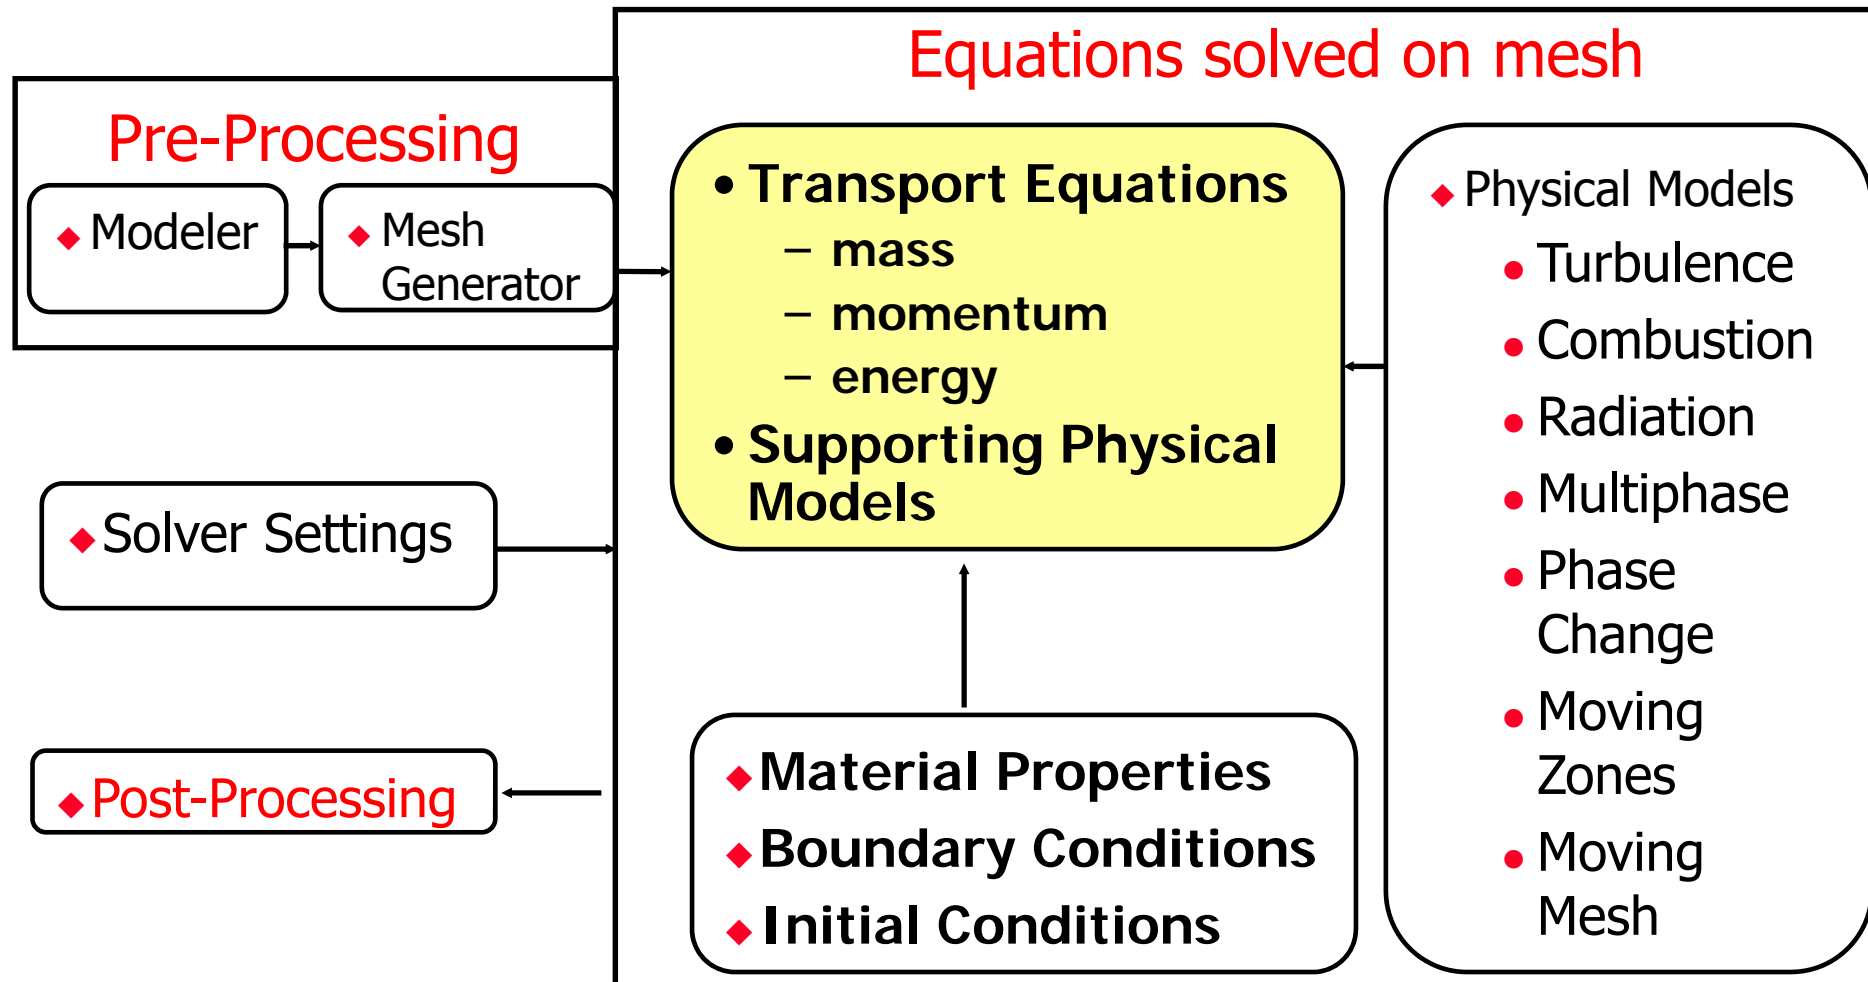 Equations solved on mesh
Pre-Processing
◆ Modeler
◆ Mesh
Generator
◆ Solver Settings
◆ Post-Processing
• Transport Equations
– mass
– momentum
– energy
• Supporting Physical
Models
◆ Material Properties
◆ Boundary Conditions
◆ Initial Conditions
◆ Physical Models
● Turbulence
● Combustion
● Radiation
● Multiphase
● Phase
Change
● Moving
Zones
● Moving
Mesh